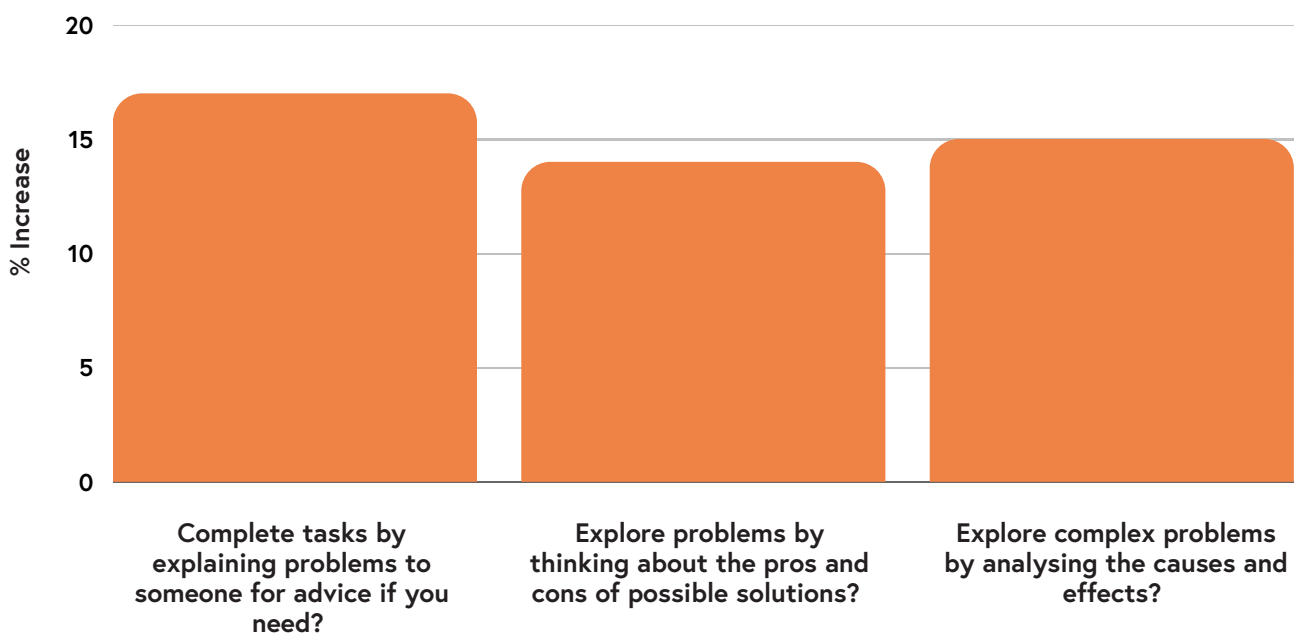 20
15
10
5
0
% Increase
Complete tasks by
explaining problems to
someone for advice if you
need?
Explore problems by
thinking about the pros and
cons of possible solutions?
Explore complex problems
by analysing the causes and
effects?